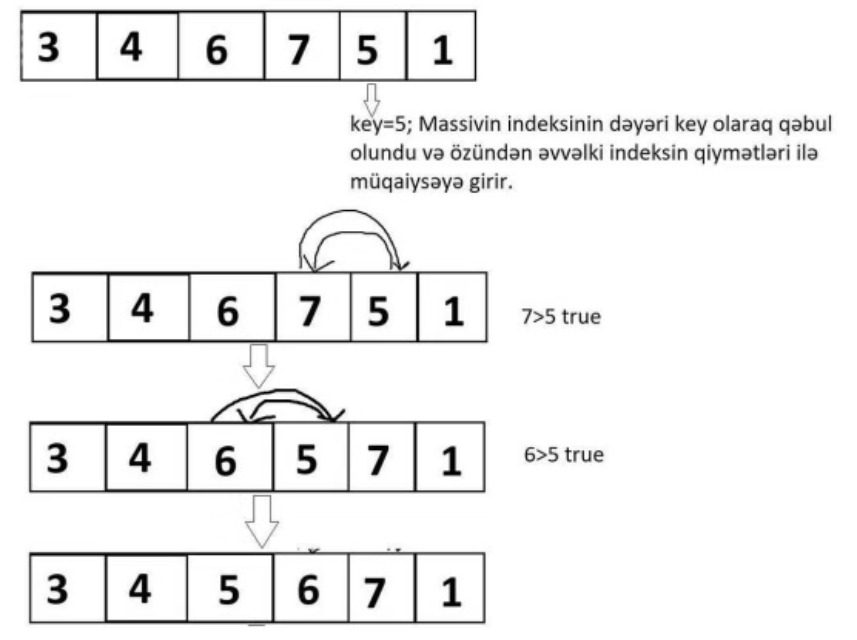 3 4 6 7 5 1
key=5; Massivin indeksinin dəyəri key olaraq qəbul
olundu və özündən əvvəlki indeksin qiymətləri ilə
müqaiysəyə girir.
3 4 6 7 5 1 7>5 true
3 4 6 5 7 1 6>5 true
3 4 5 6 7 1